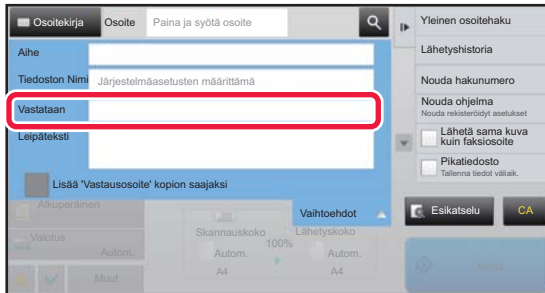 Osoitekirja
Osoite
Paina ja syötä osoite
Yleinen osoitehaku
Aihe
Lähetyshistoria
Tiedoston Nimi
Järjestelmäasetusten määrittämä
Nouda hakunumero
Vastataan
Nouda ohjelma
Nouda rekisteröidyt asetukset
Leipäteksti
Lähetä sama kuva
kuin faksiosoite
Pikatiedosto
Tallenna tiedot väliaik.
Lisää 'Vastausosoite' kopion saajaksi
Alkuperäinen
Vaihtoehdot
Esikatselu
CA
Valotus
Autom.
Skannauskoko
Autom.
A4
100%
Lähetyskoko
Autom.
A4
Muut
Aloita